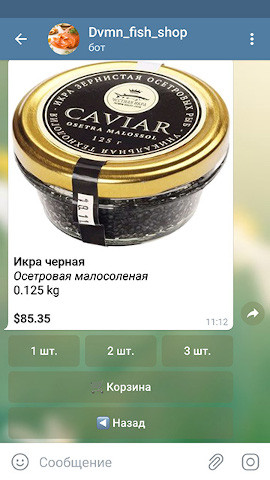 Dvmn_fish_shop
бот
ИКРА ЗЕРНИСТАЯ ОСЕТРОВЫХ РЫБ
УНИКАЛЬНАЯ ТЕХНОЛОГИЯ
CAVIAR
OSETRA MALOSSOL
125 г
Икра черная
Осетровая малосоленая
0.125 kg
$85.35
11:12
1 шт.
2 шт.
3 шт.
🛒 Корзина
◀️ Назад
Сообщение